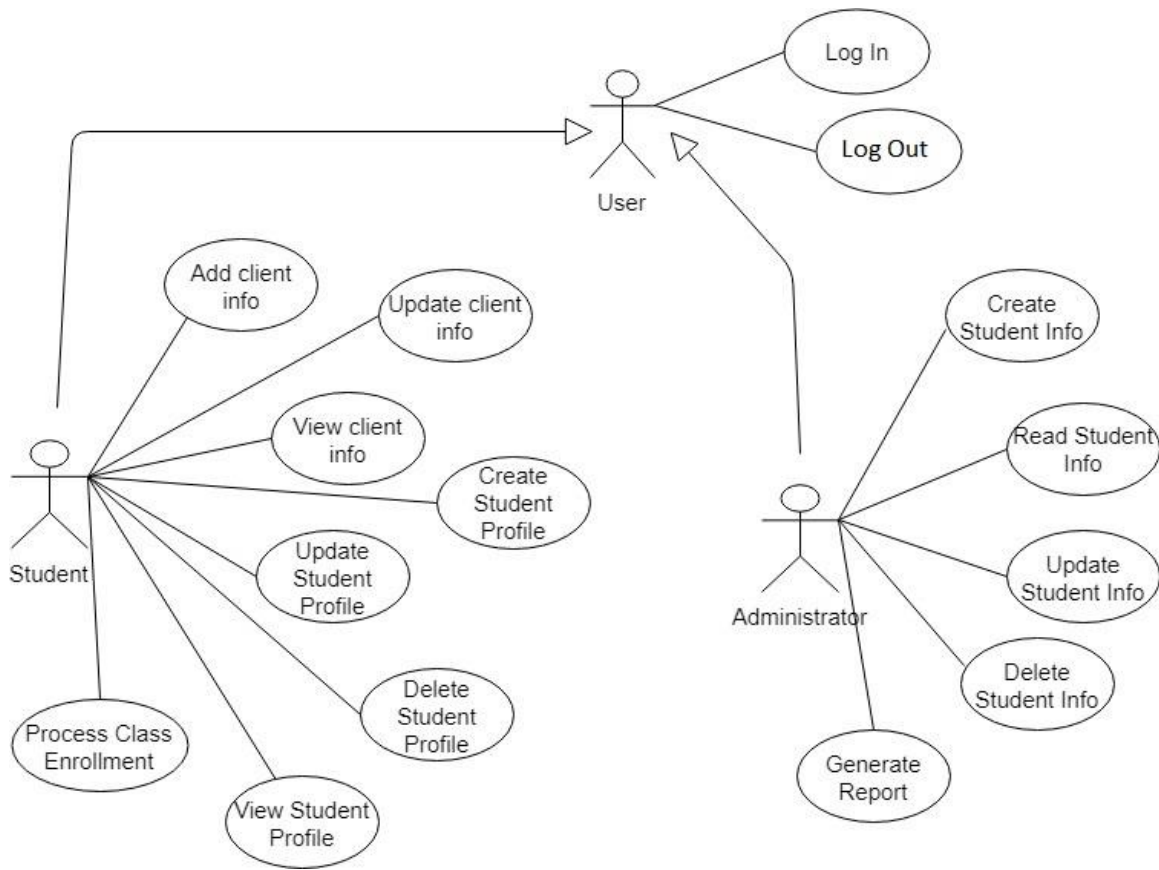 Log In
Log Out
User
Add client
info
Update client
info
View client
info
Create
Student
Profile
Student
Update
Student
Profile
Delete
Student
Profile
Process Class
Enrollment
View Student
Profile
Create
Student Info
Read Student
Info
Administrator
Update
Student Info
Delete
Student Info
Generate
Report